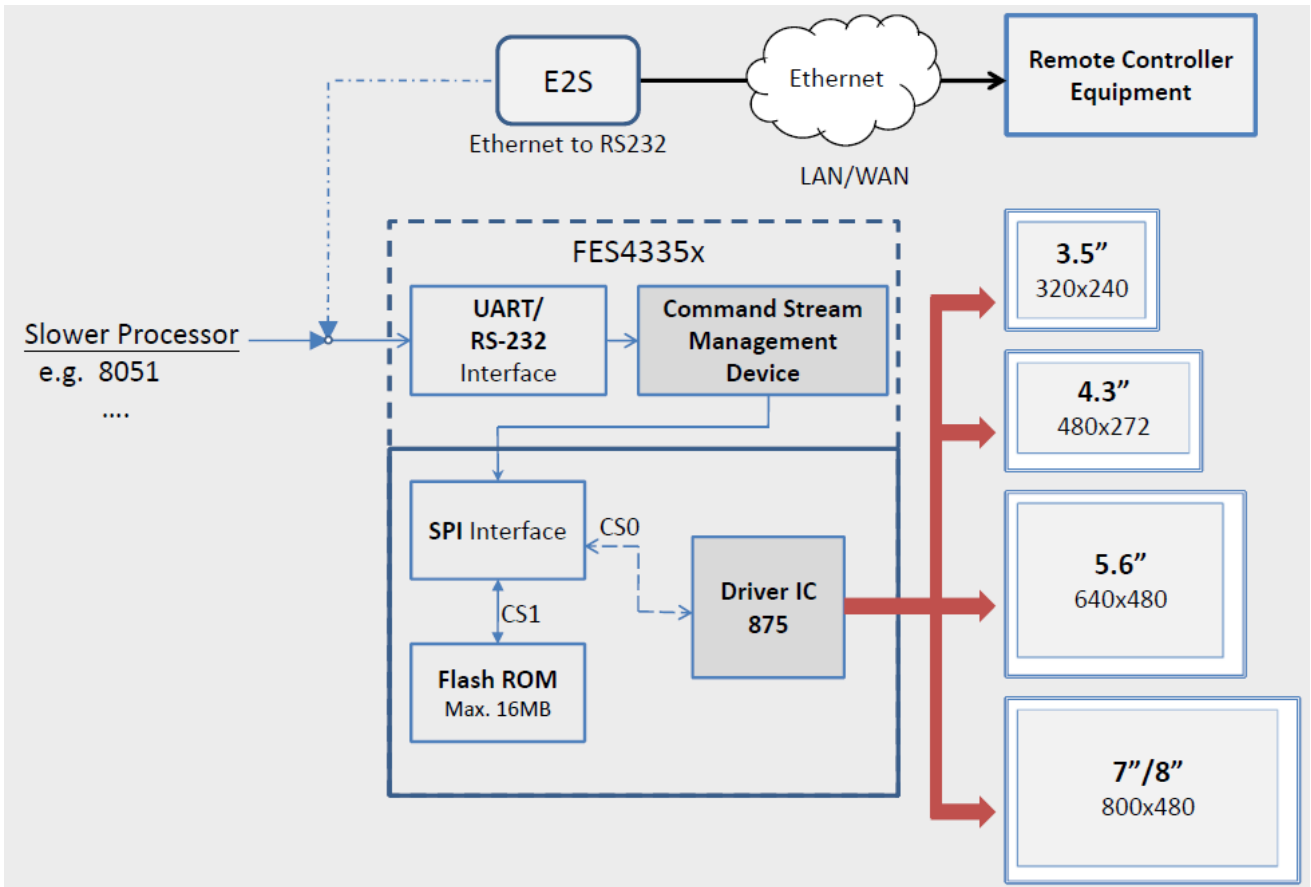 E2S
Ethernet to RS232
Ethernet
LAN/WAN
Remote Controller
Equipment
FES4335x
Slower Processor
e.g. 8051
....
UART/
RS-232
Interface
Command Stream
Management
Device
SPI Interface
CS0
CS1
Flash ROM
Max. 16MB
Driver IC
875
3.5”
320x240
4.3”
480x272
5.6”
640x480
7”/8”
800x480